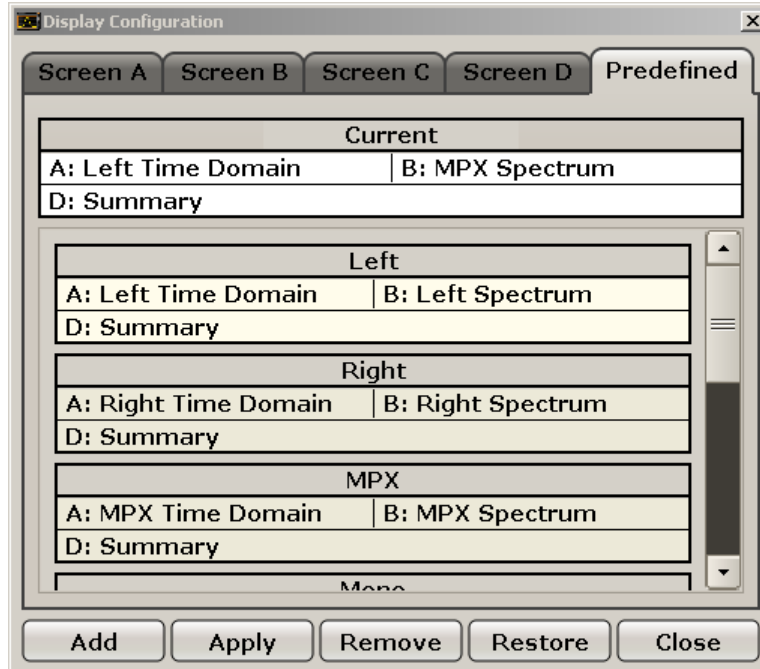 Display Configuration
Screen A Screen B Screen C Screen D Predefined
Current
A: Left Time Domain B: MPX Spectrum
D: Summary
Left
A: Left Time Domain B: Left Spectrum
D: Summary
Right
A: Right Time Domain B: Right Spectrum
D: Summary
MPX
A: MPX Time Domain B: MPX Spectrum
D: Summary
Mono
Add Apply Remove Restore Close